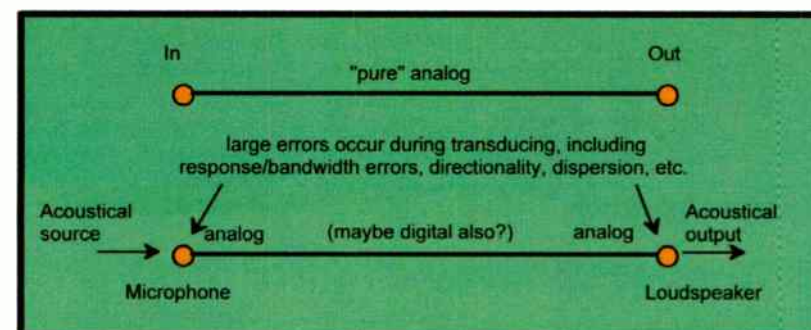 In
Out
"pure" analog
large errors occur during transducing, including
response/bandwidth errors, directionality, dispersion, etc.
Acoustical
source
analog
(maybe digital also?)
analog
Acoustical
output
Microphone
Loudspeaker